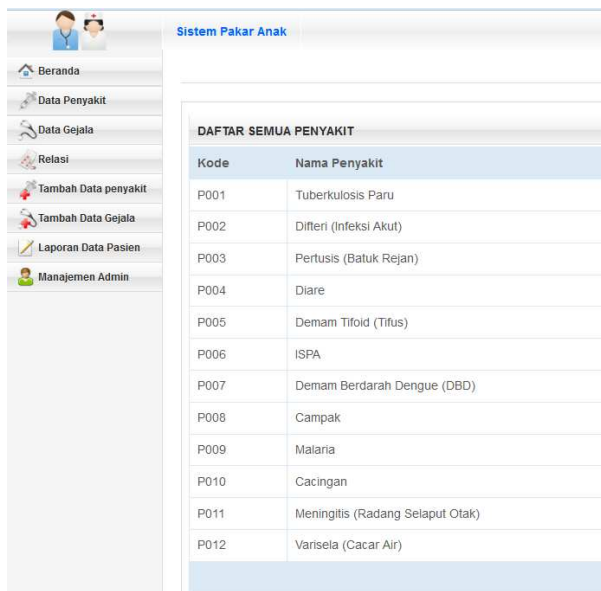 Sistem Pakar Anak
Beranda
Data Penyakit
Data Gejala
Relasi
Tambah Data penyakit
Tambah Data Gejala
Laporan Data Pasien
Manajemen Admin
DAFTAR SEMUA PENYAKIT
Kode Nama Penyakit
P001 Tuberkulosis Paru
P002 Difteri (Infeksi Akut)
P003 Pertusis (Batuk Rejan)
P004 Diare
P005 Demam Tifoid (Tifus)
P006 ISPA
P007 Demam Berdarah Dengue (DBD)
P008 Campak
P009 Malaria
P010 Cacingan
P011 Meningitis (Radang Selaput Otak)
P012 Varisela (Cacar Air)